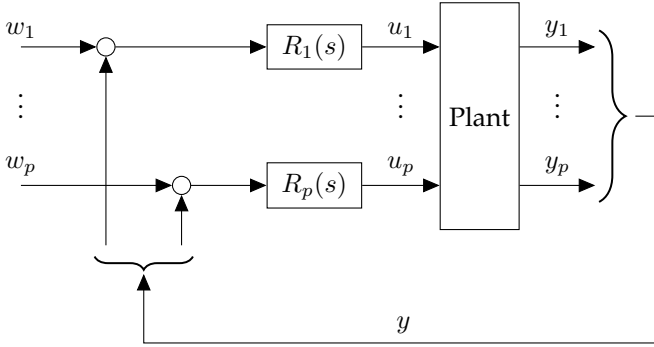 w₁ R₁(s) u₁ y₁
⋮ ⋮ Plant ⋮
wₚ Rₚ(s) uₚ yₚ
y